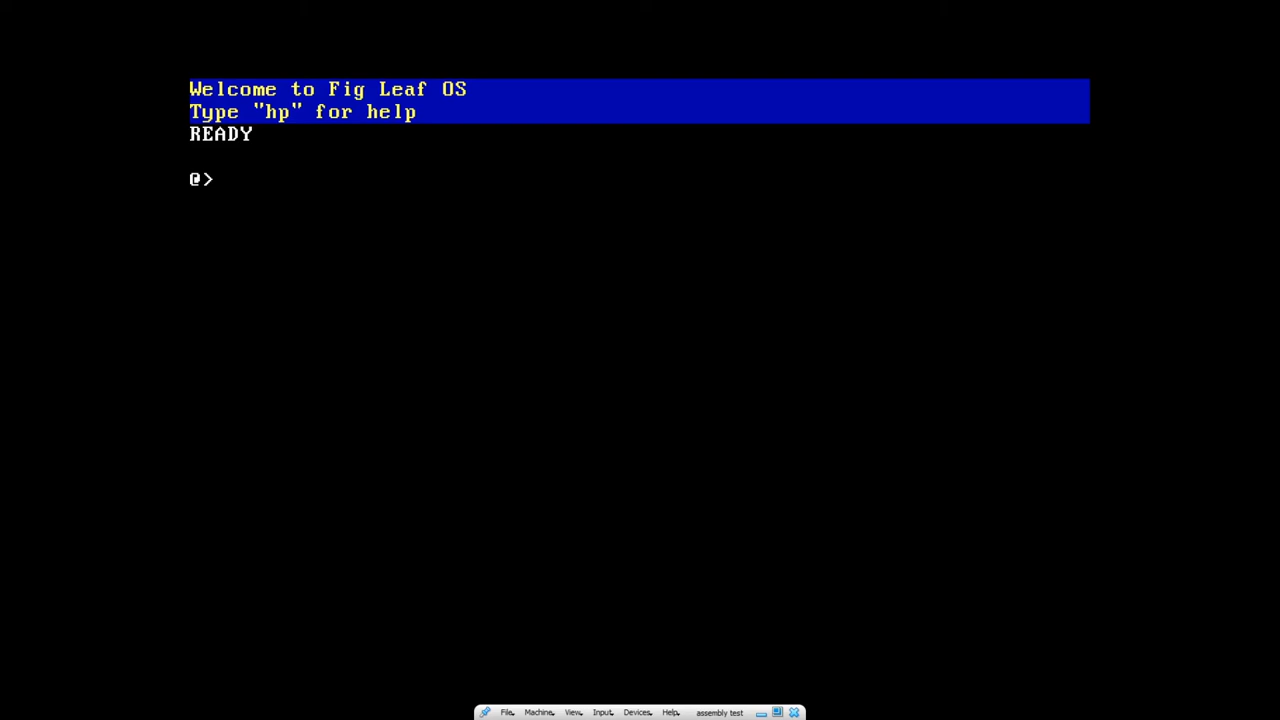 Welcome to Fig Leaf OS
Type "hp" for help
READY
@>
File Machine View Input Devices Help assembly test